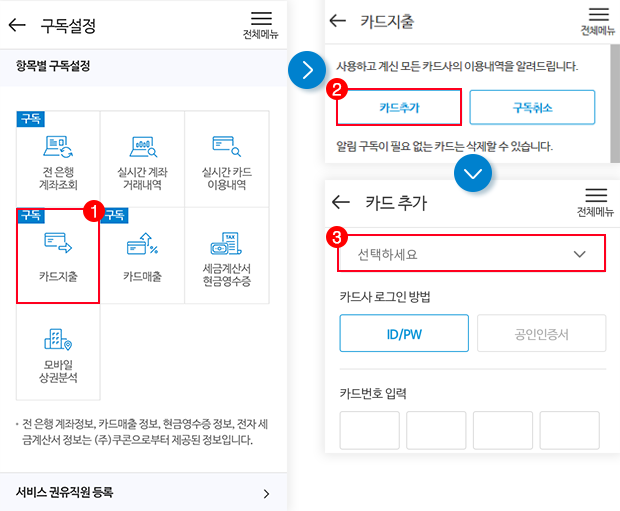 구독설정
전체메뉴
항목별 구독설정
구독
전 은행
계좌조회
실시간 계좌
거래내역
실시간 카드
이용내역
1
구독
카드지출
구독
카드매출
TAX
세금계산서
현금영수증
모바일
상권분석
• 전 은행 계좌정보, 카드매출 정보, 현금영수증 정보, 전자 세
금계산서 정보는 (주)쿠콘으로부터 제공된 정보입니다.
서비스 권유직원 등록
카드지출
전체메뉴
사용하고 계신 모든 카드사의 이용내역을 알려드립니다.
2
카드추가
구독취소
알림 구독이 필요 없는 카드는 삭제할 수 있습니다.
카드 추가
전체메뉴
3
선택하세요
카드사 로그인 방법
ID/PW
공인인증서
카드번호 입력